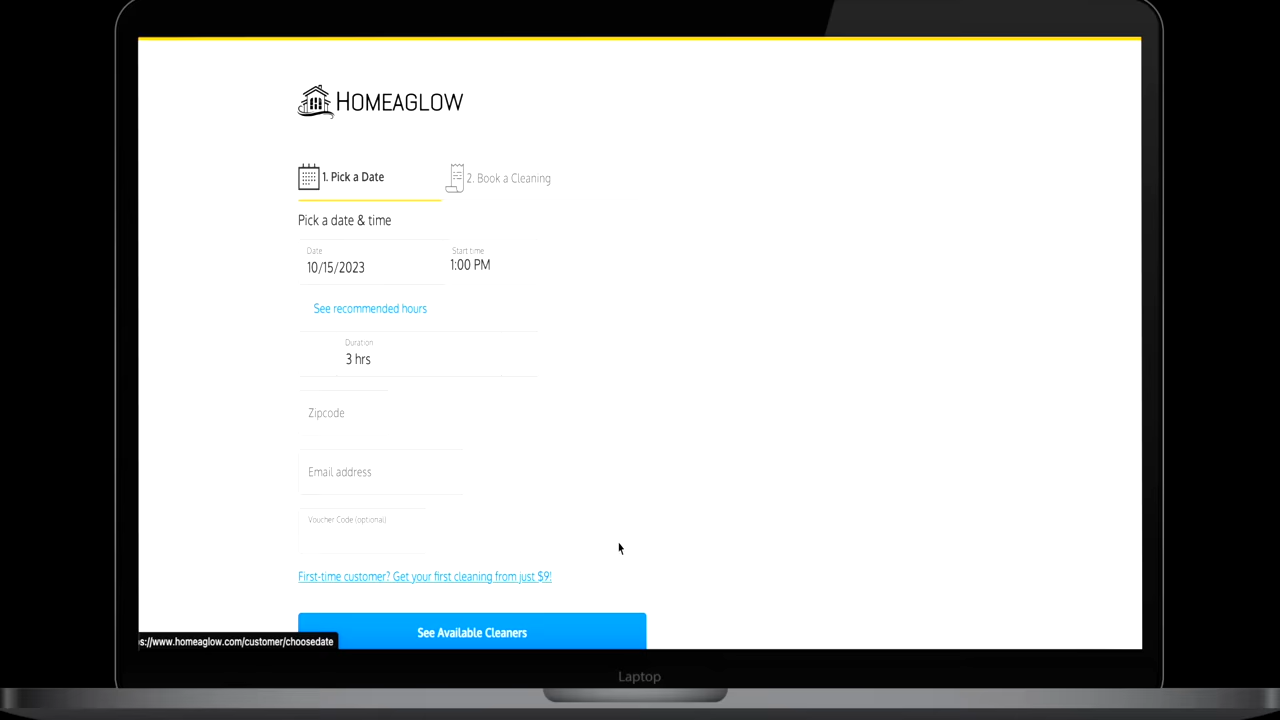 HOMEAGLOW
1. Pick a Date
2. Book a Cleaning
Pick a date & time
Date
Start time
10/15/2023
1:00 PM
See recommended hours
Duration
3 hrs
Zipcode
Email address
Voucher Code (optional)
First-time customer? Get your first cleaning from just $9!
See Available Cleaners
s://www.homeaglow.com/customer/choosedate
Laptop